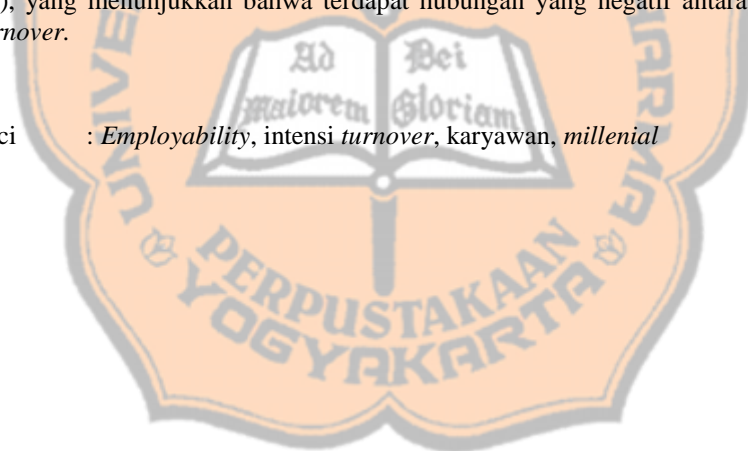 ), yang menunjukkan bahwa terdapat hubungan yang negatif antara
rnover.
ci : Employability, intensi turnover, karyawan, millenial
Ad Dei
Maiorem Gloriam
PERPUSTAKAAN
YOGYAKARTA